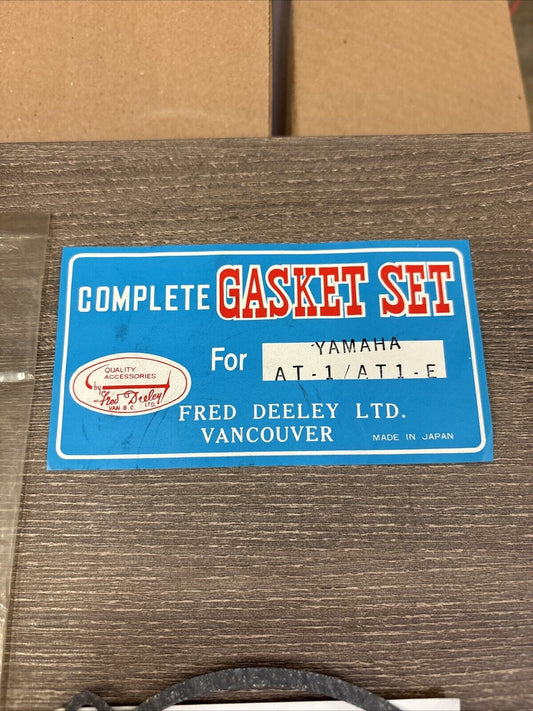 COMPLETE GASKET SET
For YAMAHA
AT-1/AT1-E
QUALITY
ACCESSORIES
by
Fred Deeley
VAN. B.C. LTD.
FRED DEELEY LTD.
VANCOUVER
MADE IN JAPAN